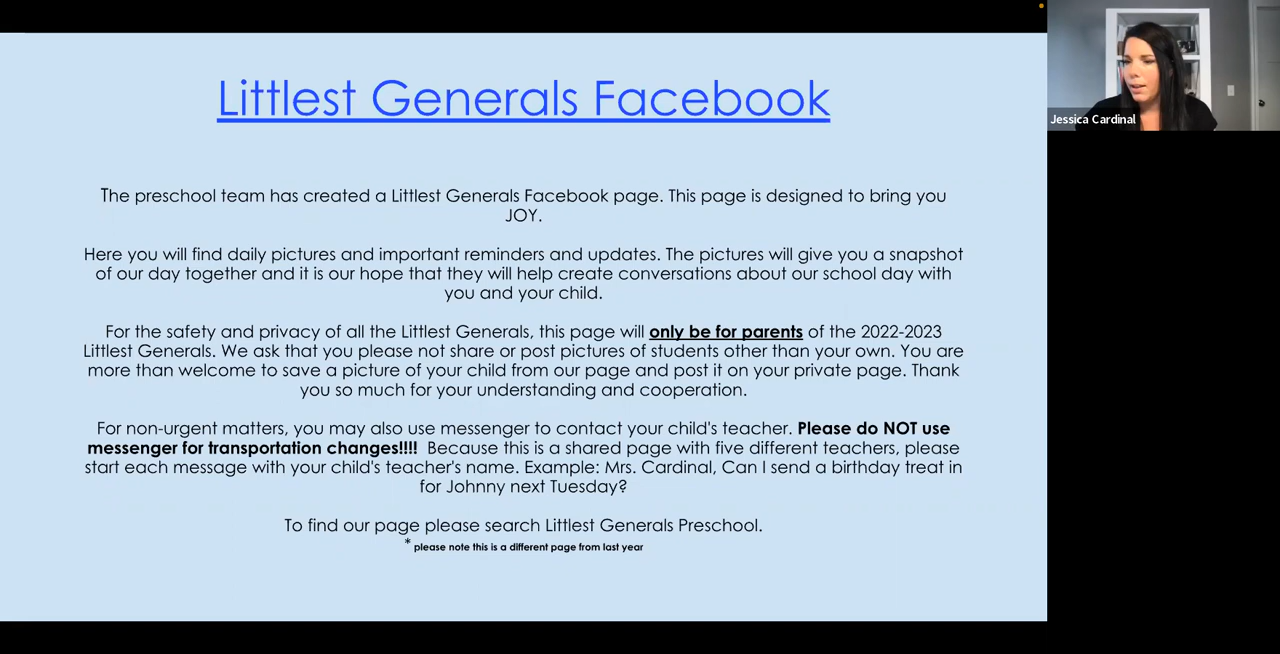 Littlest Generals Facebook
Jessica Cardinal
The preschool team has created a Littlest Generals Facebook page. This page is designed to bring you
JOY.
Here you will find daily pictures and important reminders and updates. The pictures will give you a snapshot
of our day together and it is our hope that they will help create conversations about our school day with
you and your child.
For the safety and privacy of all the Littlest Generals, this page will only be for parents of the 2022-2023
Littlest Generals. We ask that you please not share or post pictures of students other than your own. You are
more than welcome to save a picture of your child from our page and post it on your private page. Thank
you so much for your understanding and cooperation.
For non-urgent matters, you may also use messenger to contact your child's teacher. Please do NOT use
messenger for transportation changes!!!! Because this is a shared page with five different teachers, please
start each message with your child's teacher's name. Example: Mrs. Cardinal, Can I send a birthday treat in
for Johnny next Tuesday?
To find our page please search Littlest Generals Preschool.
* please note this is a different page from last year